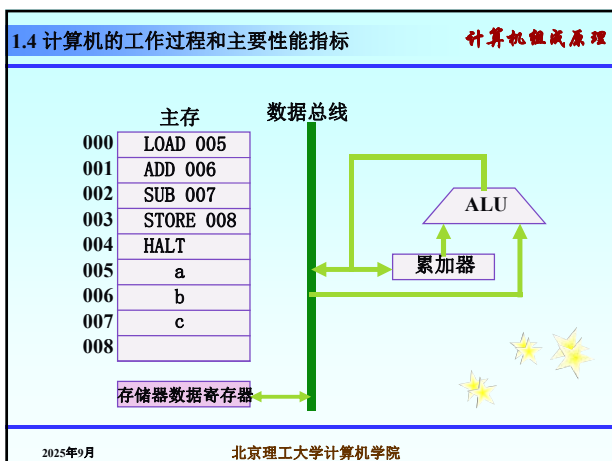 1.4 计算机的工作过程和主要性能指标
计算机组成原理
主存
数据总线
000 LOAD 005
001 ADD 006
002 SUB 007
003 STORE 008
004 HALT
005 a
006 b
007 c
008
ALU
累加器
存储器数据寄存器
2025年9月
北京理工大学计算机学院